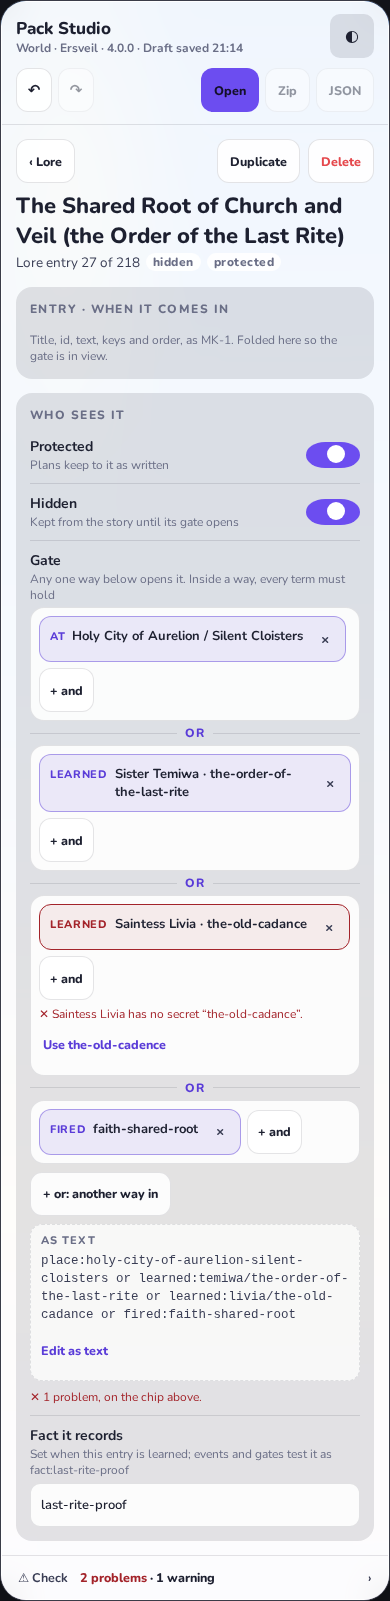 Pack Studio
World · Ersveil · 4.0.0 · Draft saved 21:14
Open
Zip
JSON
‹ Lore
Duplicate
Delete
The Shared Root of Church and
Veil (the Order of the Last Rite)
Lore entry 27 of 218 hidden protected
ENTRY · WHEN IT COMES IN
Title, id, text, keys and order, as MK-1. Folded here so the
gate is in view.
WHO SEES IT
Protected
Plans keep to it as written
Hidden
Kept from the story until its gate opens
Gate
Any one way below opens it. Inside a way, every term must
hold
AT Holy City of Aurelion / Silent Cloisters ×
+ and
OR
LEARNED Sister Temiwa · the-order-of-
the-last-rite ×
+ and
OR
LEARNED Saintess Livia · the-old-cadance ×
+ and
✕ Saintess Livia has no secret “the-old-cadance”.
Use the-old-cadence
OR
FIRED faith-shared-root × + and
+ or: another way in
AS TEXT
place:holy-city-of-aurelion-silent-
cloisters or learned:temiwa/the-order-of-
the-last-rite or learned:livia/the-old-
cadance or fired:faith-shared-root
Edit as text
✕ 1 problem, on the chip above.
Fact it records
Set when this entry is learned; events and gates test it as
fact:last-rite-proof
last-rite-proof
⚠ Check 2 problems · 1 warning ›